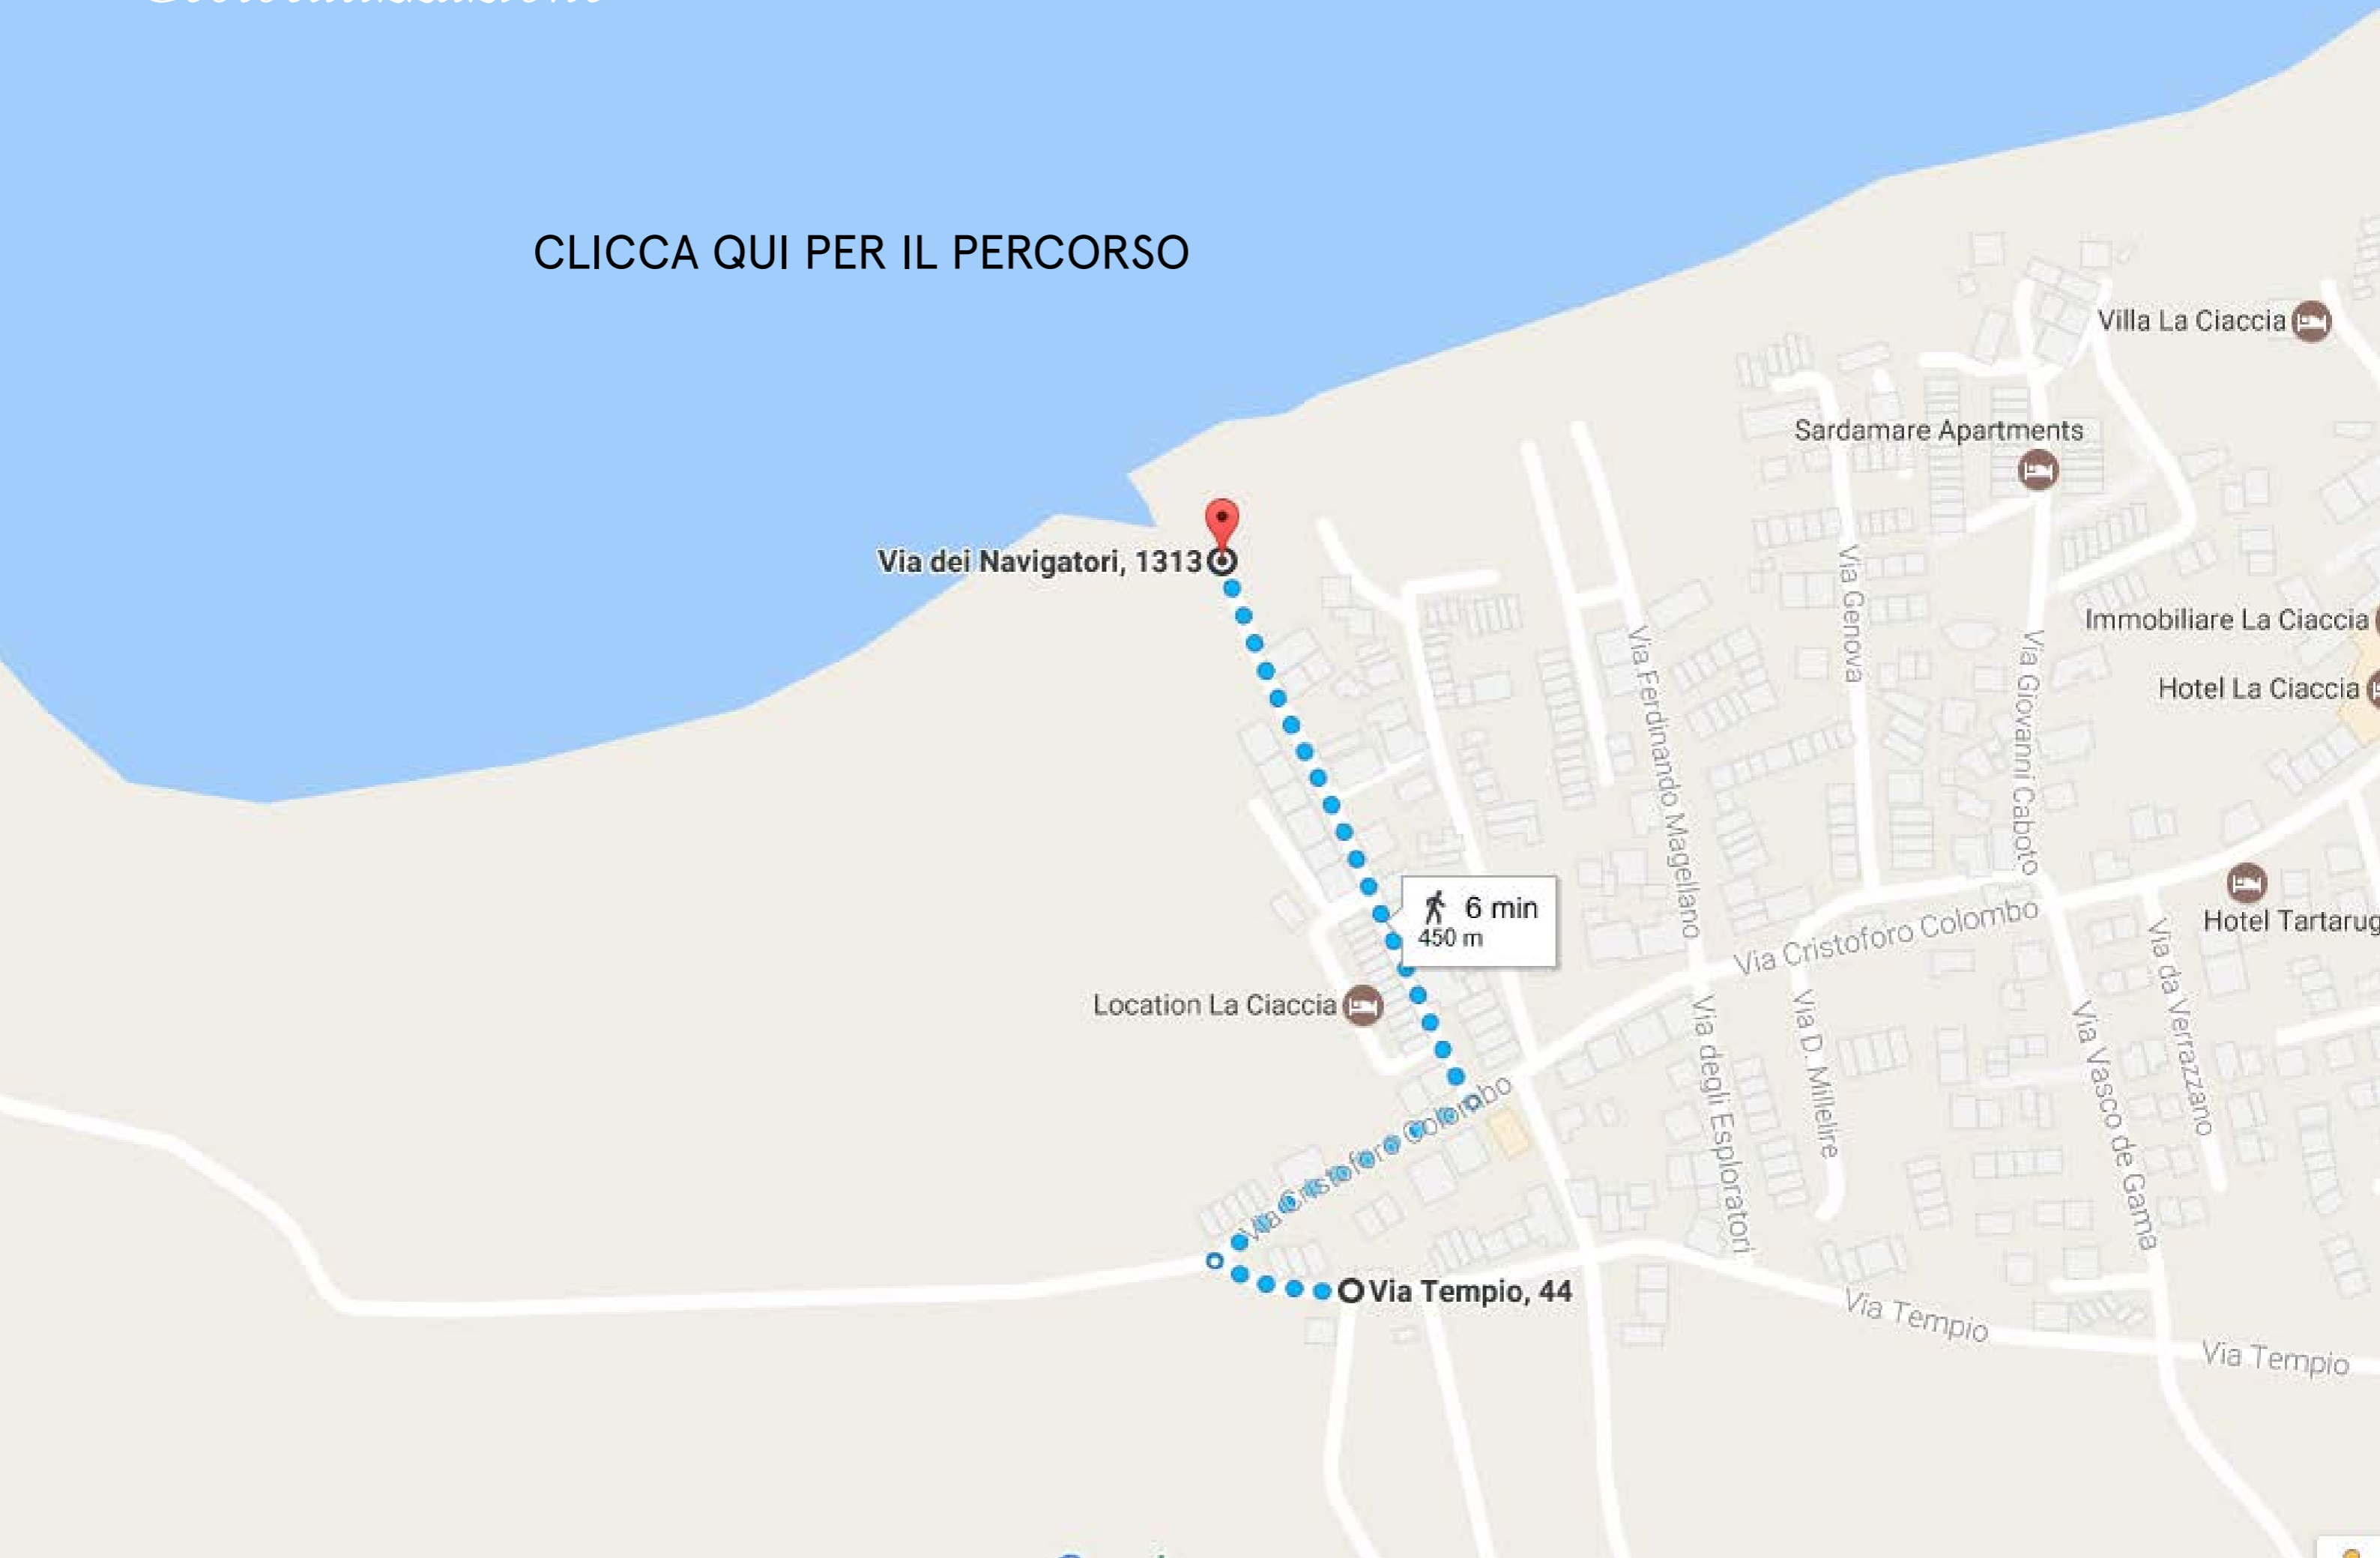 CLICCA QUI PER IL PERCORSO
Villa La Ciaccia
Sardamare Apartments
Via dei Navigatori, 1313
Via Genova
Immobiliare La Ciaccia
Via Giovanni Caboto
Via Ferdinando Magellano
Hotel La Ciaccia
6 min
450 m
Hotel Tartarug
Via Cristoforo Colombo
Location La Ciaccia
Via da Verrazzano
Via degli Esploratori
Via D. Millelire
Via Vasco de Gama
Via Cristoforo Colombo
Via Tempio, 44
Via Tempio
Via Tempio